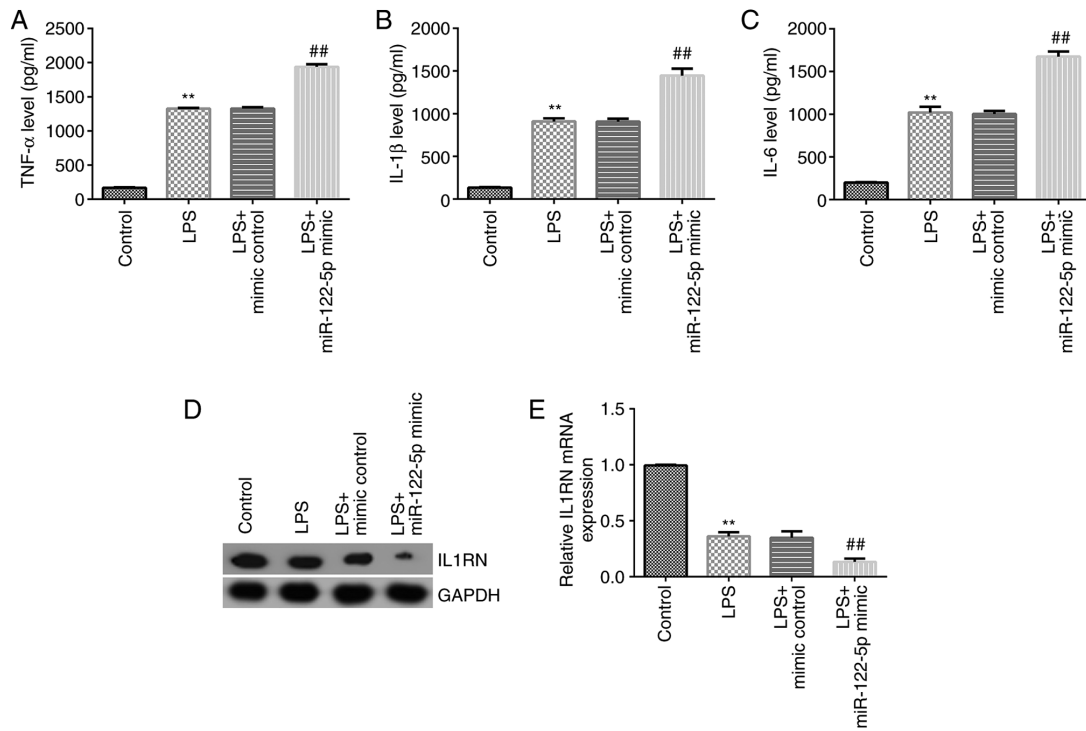 A
TNF-α level (pg/ml)
2500
2000
1500
1000
500
0
**
##
Control
LPS
LPS+
mimic control
LPS+
miR-122-5p mimic
B
IL-1β level (pg/ml)
2000
1500
1000
500
0
**
##
Control
LPS
LPS+
mimic control
LPS+
miR-122-5p mimic
C
IL-6 level (pg/ml)
2000
1500
1000
500
0
**
##
Control
LPS
LPS+
mimic control
LPS+
miR-122-5p mimic
D
Control
LPS
LPS+
mimic control
LPS+
miR-122-5p mimic
IL1RN
GAPDH
E
Relative IL1RN mRNA
expression
1.5
1.0
0.5
0.0
**
##
Control
LPS
LPS+
mimic control
LPS+
miR-122-5p mimic